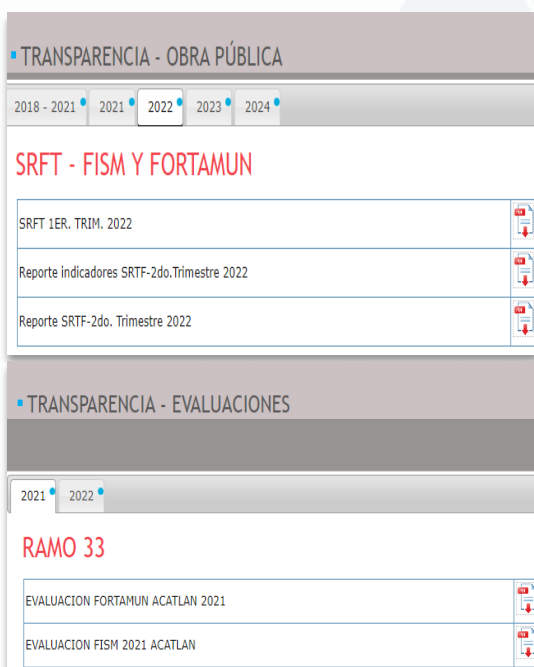 TRANSPARENCIA - OBRA PÚBLICA
2018 - 2021 2021 2022 2023 2024
SRFT - FISM Y FORTAMUN
SRFT 1ER. TRIM. 2022
Reporte indicadores SRTF-2do.Trimestre 2022
Reporte SRTF-2do. Trimestre 2022
TRANSPARENCIA - EVALUACIONES
2021 2022
RAMO 33
EVALUACION FORTAMUN ACATLAN 2021
EVALUACION FISM 2021 ACATLAN